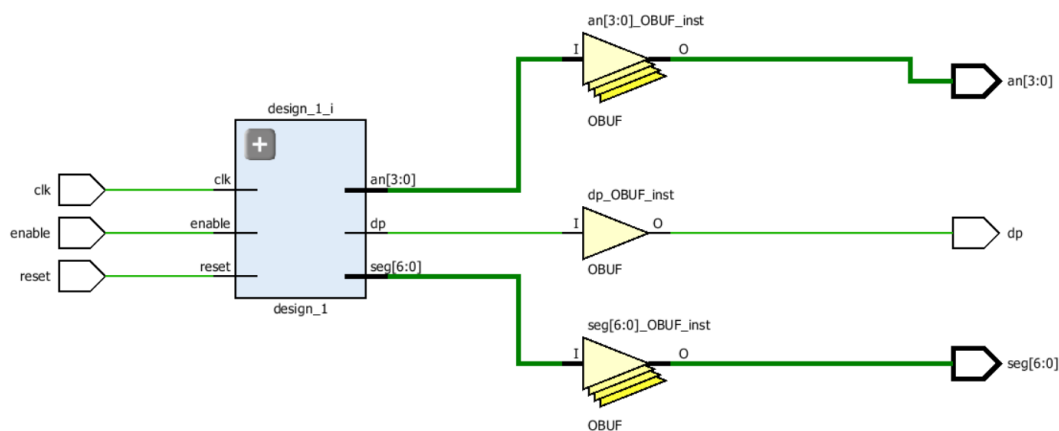 an[3:0]_OBUF_inst
I
O
an[3:0]
OBUF
design_1_i
clk
clk
an[3:0]
dp_OBUF_inst
enable
enable
dp
I
O
dp
reset
reset
seg[6:0]
OBUF
design_1
seg[6:0]_OBUF_inst
I
O
seg[6:0]
OBUF